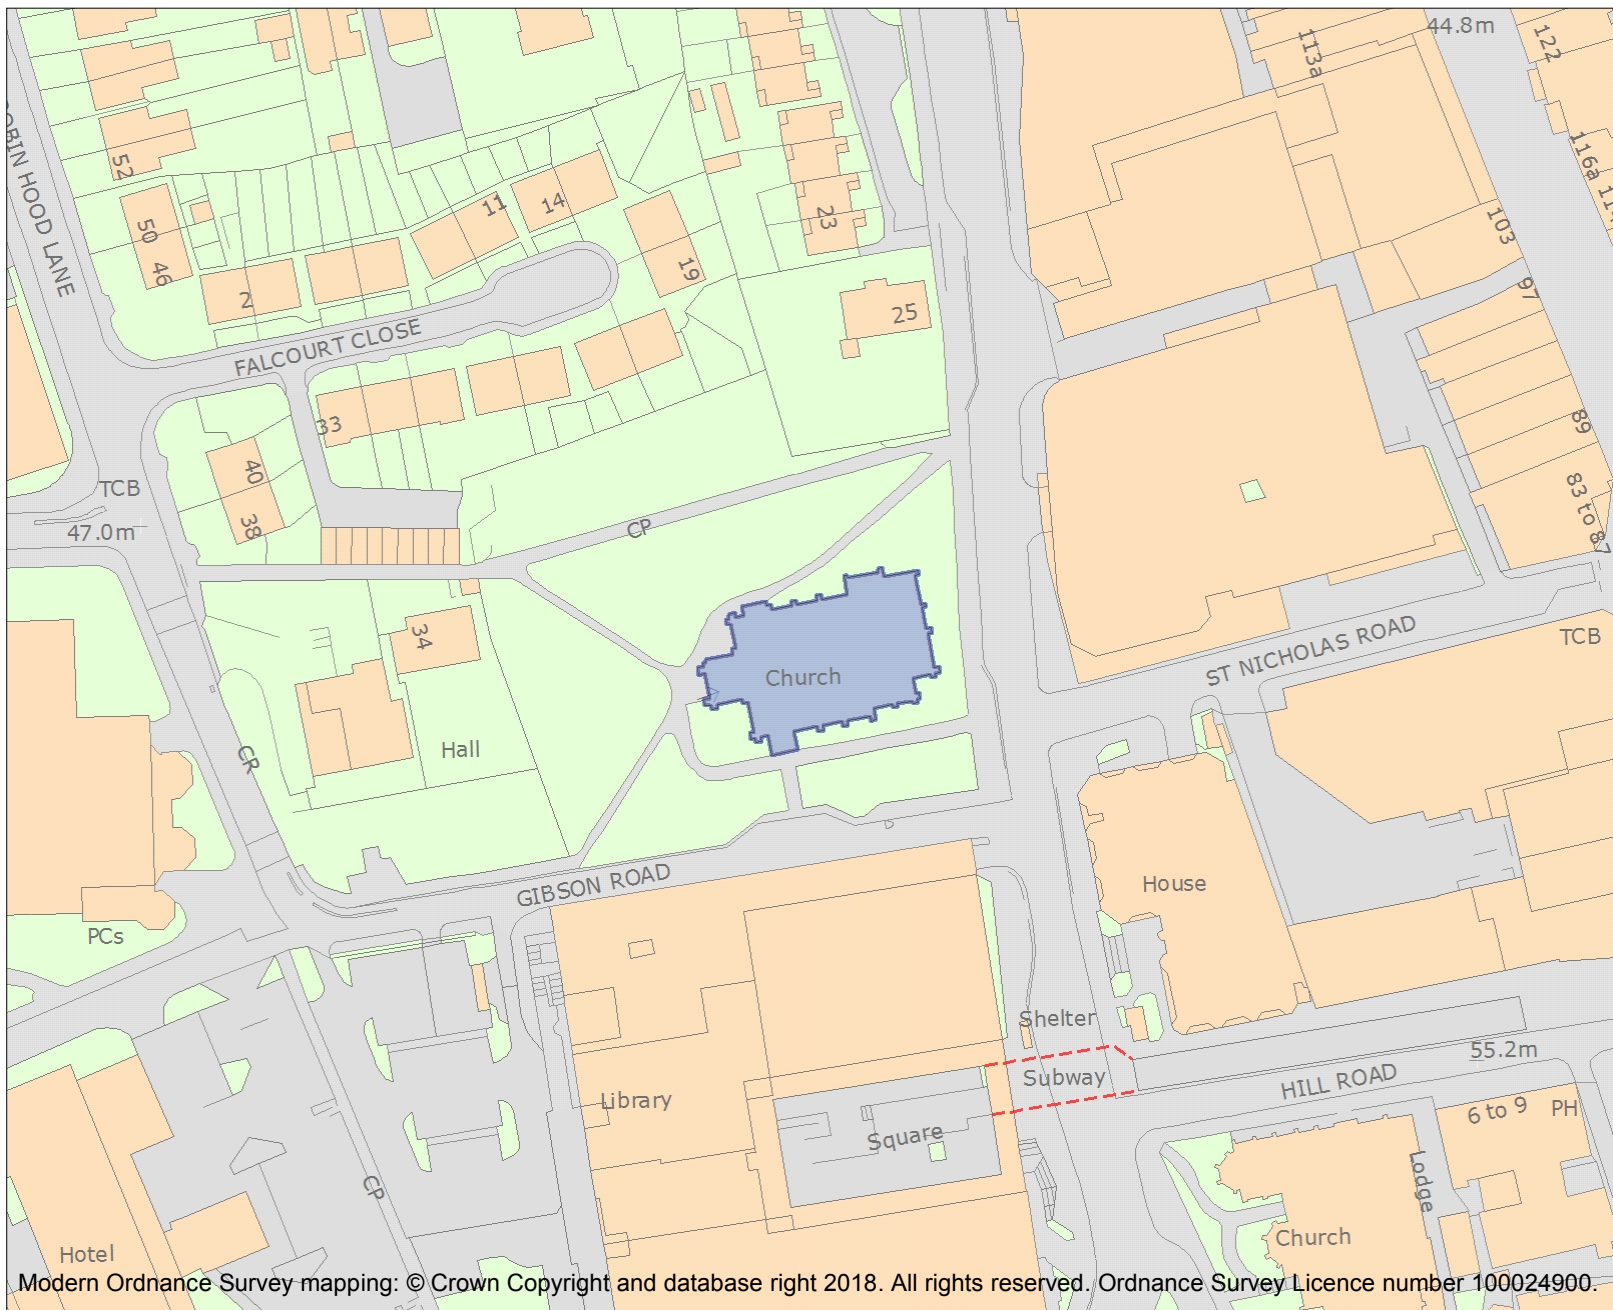 44.8m
122
113a
116a
52
ROBIN HOOD LANE
50
46
11
14
23
103
19
2
25
97
FALCOURT CLOSE
33
89
40
38
TCB
47.0m
CP
83 to 87
34
ST NICHOLAS ROAD
TCB
Church
CR
Hall
GIBSON ROAD
House
PCs
Shelter
55.2m
Subway
HILL ROAD
Library
Square
6 to 9
PH
CP
Lodge
Church
Hotel
Modern Ordnance Survey mapping: © Crown Copyright and database right 2018. All rights reserved. Ordnance Survey Licence number 100024900.